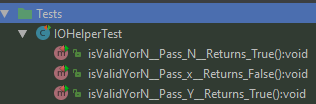 Tests
IOHelperTest
isValidYorN__Pass_N__Returns_True():void
isValidYorN__Pass_x__Returns_False():void
isValidYorN__Pass_Y__Returns_True():void